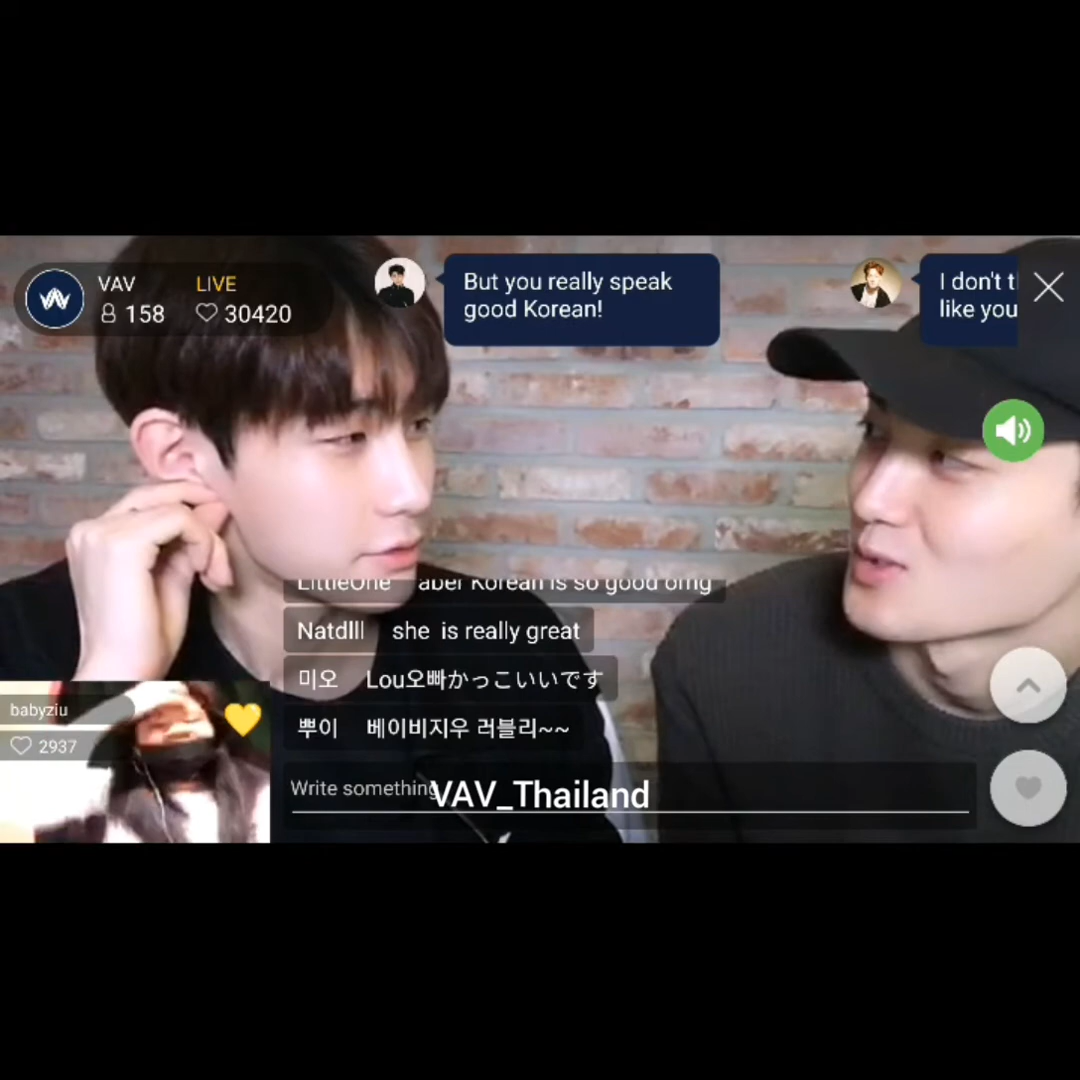 VAV LIVE
158 30420
But you really speak
good Korean!
I don't t
like you
LittleOne aber Korean is so good omg
Natdlll she is really great
미오 Lou오빠かっこいいです
뿌이 베이비지우 러블리~~
babyziu
2937
Write something
VAV_Thailand